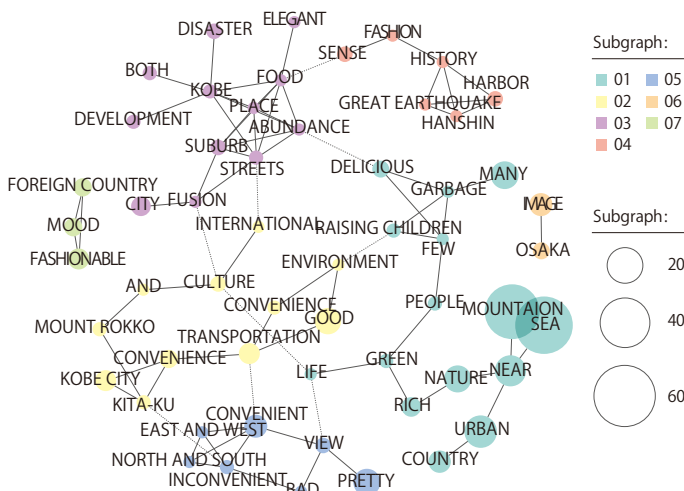 ELEGANT
DISASTER
FASHION
SENSE
HISTORY
Subgraph:
BOTH
KOBE
FOOD
HARBOR
01
05
PLACE
GREAT EARTHQUAKE
02
06
DEVELOPMENT
ABUNDANCE
HANSHIN
03
07
SUBURB
04
STREETS
DELICIOUS
MANY
FOREIGN COUNTRY
GARBAGE
CITY
FUSION
IMAGE
MOOD
INTERNATIONAL
RAISING CHILDREN
Subgraph:
FEW
FASHIONABLE
ENVIRONMENT
OSAKA
20
AND
CULTURE
CONVENIENCE
PEOPLE
MOUNTAION
GOOD
SEA
40
MOUNT ROKKO
TRANSPORTATION
CONVENIENCE
GREEN
KOBE CITY
LIFE
NATURE
NEAR
60
KITA-KU
RICH
CONVENIENT
EAST AND WEST
URBAN
VIEW
NORTH AND SOUTH
COUNTRY
INCONVENIENT
PRETTY
BAD